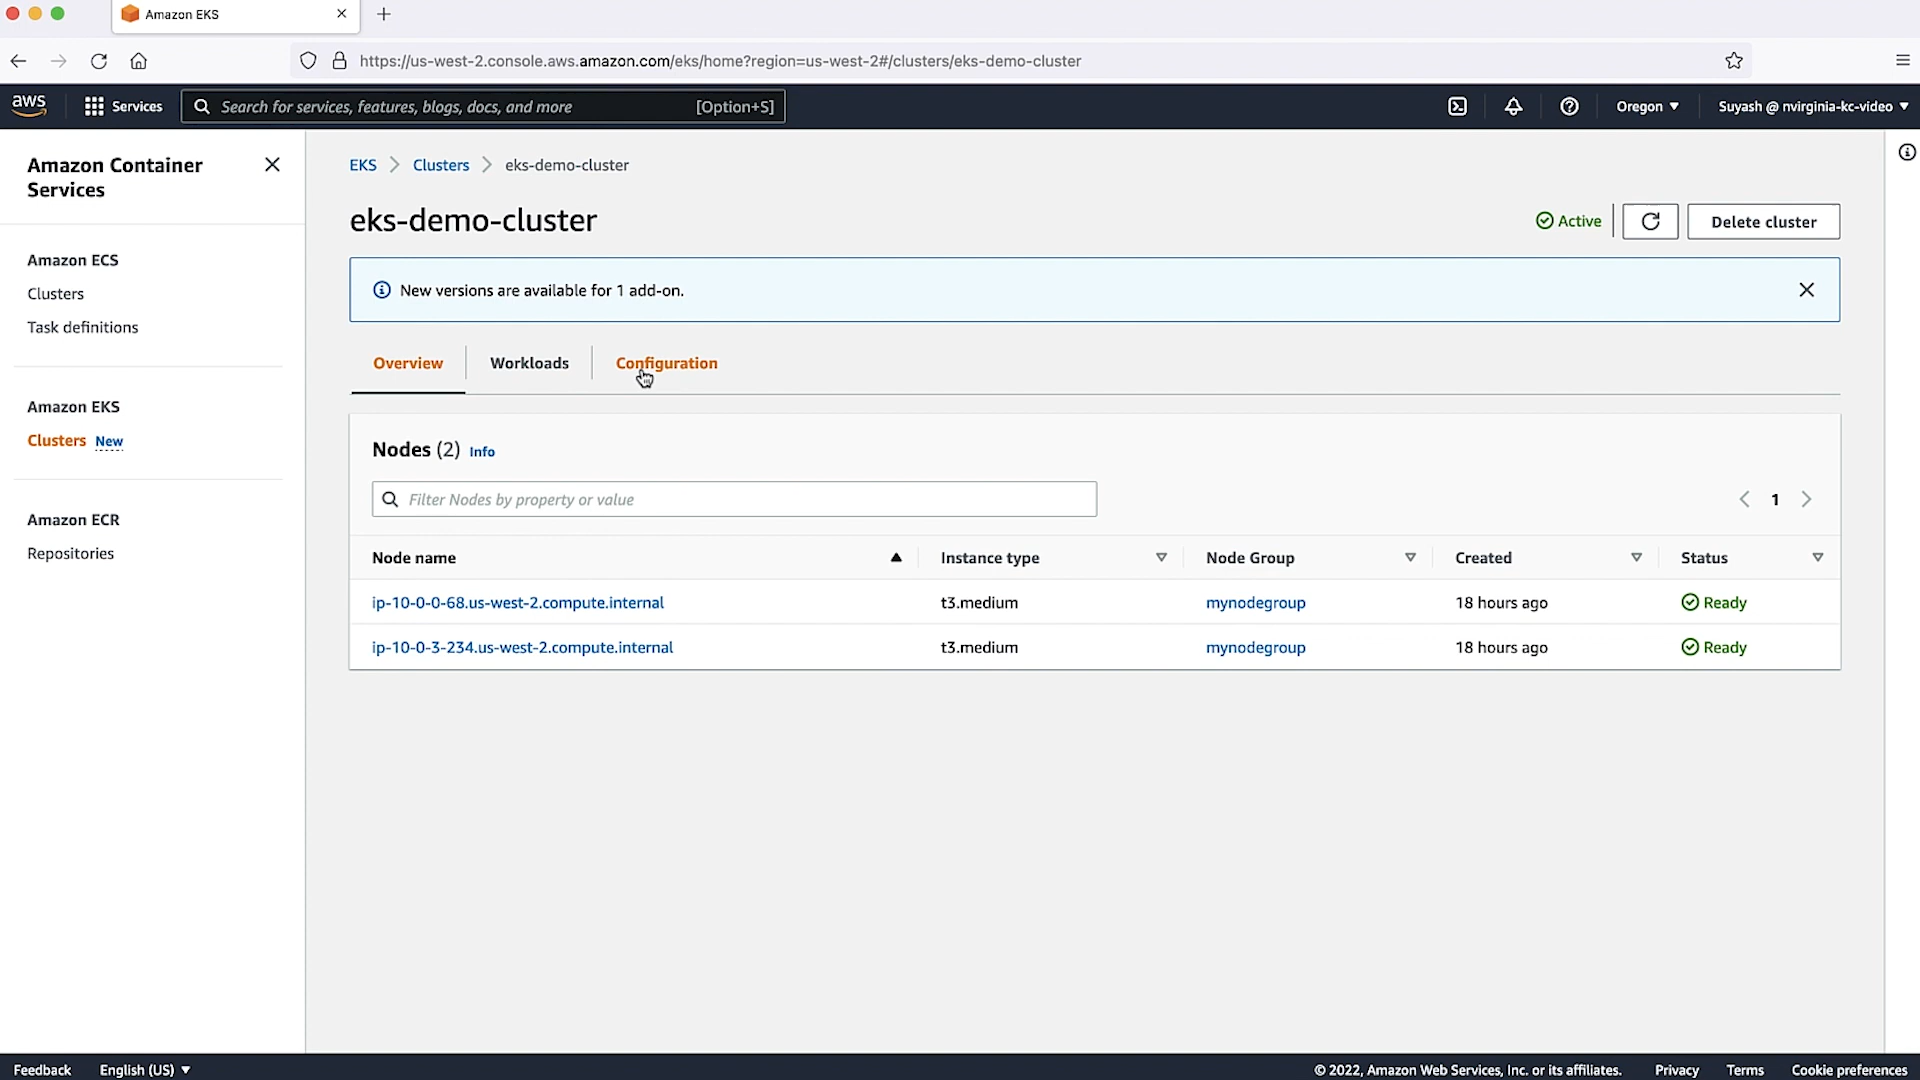 Amazon EKS
https://us-west-2.console.aws.amazon.com/eks/home?region=us-west-2#/clusters/eks-demo-cluster
aws Services Search for services, features, blogs, docs, and more [Option+S] Oregon ▼ Suyash @ nvirginia-kc-video ▼
Amazon Container
Services
Amazon ECS
Clusters
Task definitions
Amazon EKS
Clusters New
Amazon ECR
Repositories
EKS > Clusters > eks-demo-cluster
eks-demo-cluster
Active Delete cluster
New versions are available for 1 add-on.
Overview Workloads Configuration
Nodes (2) Info
Filter Nodes by property or value
1
Node name Instance type Node Group Created Status
ip-10-0-0-68.us-west-2.compute.internal t3.medium mynodegroup 18 hours ago Ready
ip-10-0-3-234.us-west-2.compute.internal t3.medium mynodegroup 18 hours ago Ready
Feedback English (US) ▼ © 2022, Amazon Web Services, Inc. or its affiliates. Privacy Terms Cookie preferences